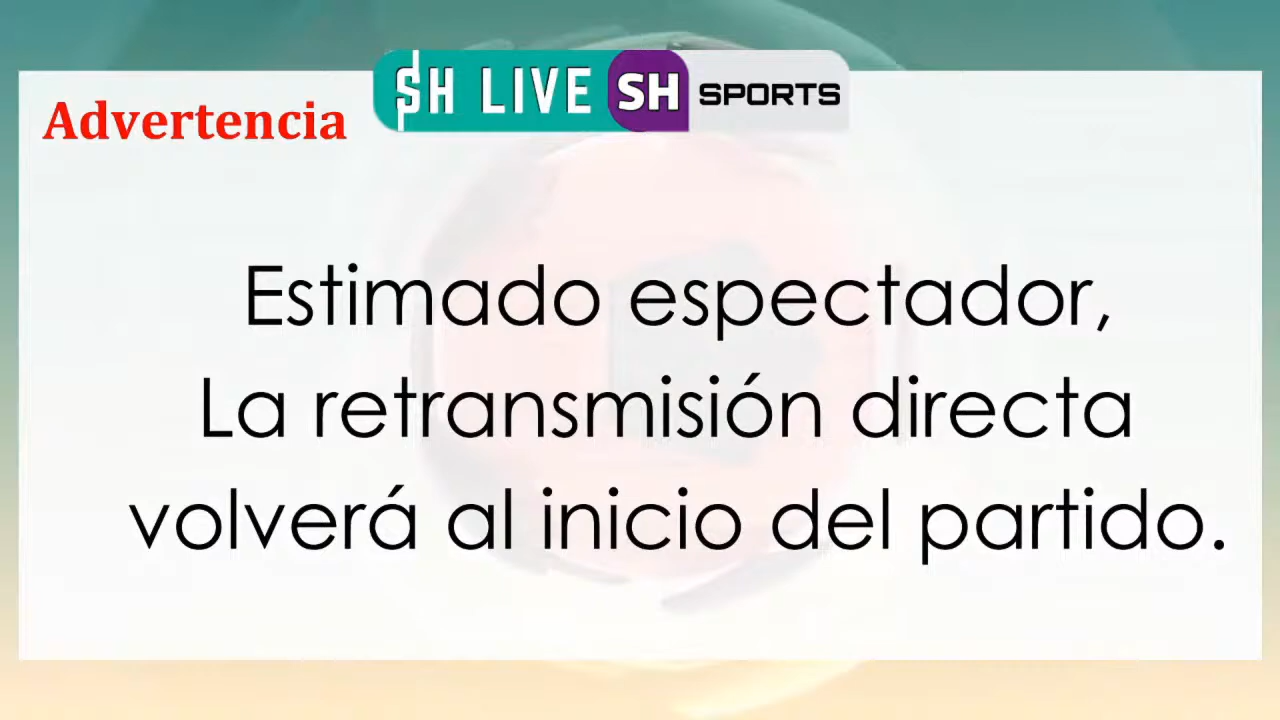 SH LIVE SH SPORTS
Advertencia
Estimado espectador,
La retransmisión directa
volverá al inicio del partido.